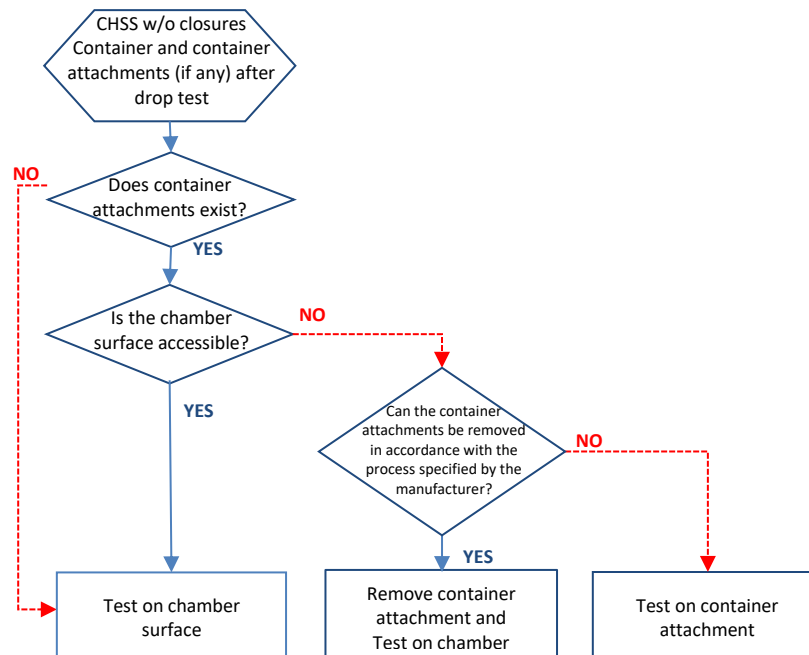 CHSS w/o closures
Container and container
attachments (if any) after
drop test
NO
Does container
attachments exist?
YES
Is the chamber
surface accessible?
NO
YES
Can the container
attachments be removed
in accordance with the
process specified by the
manufacturer?
NO
YES
Test on chamber
surface
Remove container
attachment and
Test on chamber
Test on container
attachment